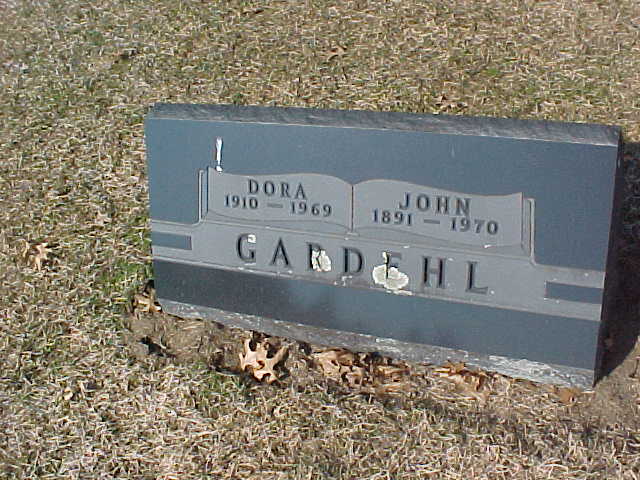 DORA
1910 — 1969
JOHN
1891 — 1970
GARDEHL